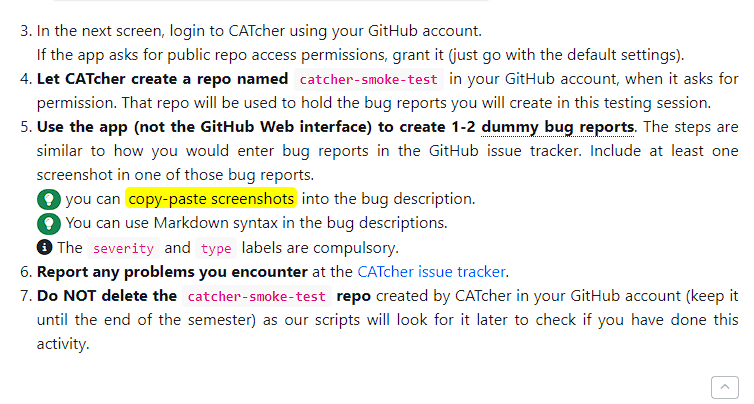 3. In the next screen, login to CATcher using your GitHub account.
If the app asks for public repo access permissions, grant it (just go with the default settings).
4. Let CATcher create a repo named catcher-smoke-test in your GitHub account, when it asks for
permission. That repo will be used to hold the bug reports you will create in this testing session.
5. Use the app (not the GitHub Web interface) to create 1-2 dummy bug reports. The steps are
similar to how you would enter bug reports in the GitHub issue tracker. Include at least one
screenshot in one of those bug reports.
you can copy-paste screenshots into the bug description.
You can use Markdown syntax in the bug descriptions.
The severity and type labels are compulsory.
6. Report any problems you encounter at the CATcher issue tracker.
7. Do NOT delete the catcher-smoke-test repo created by CATcher in your GitHub account (keep it
until the end of the semester) as our scripts will look for it later to check if you have done this
activity.